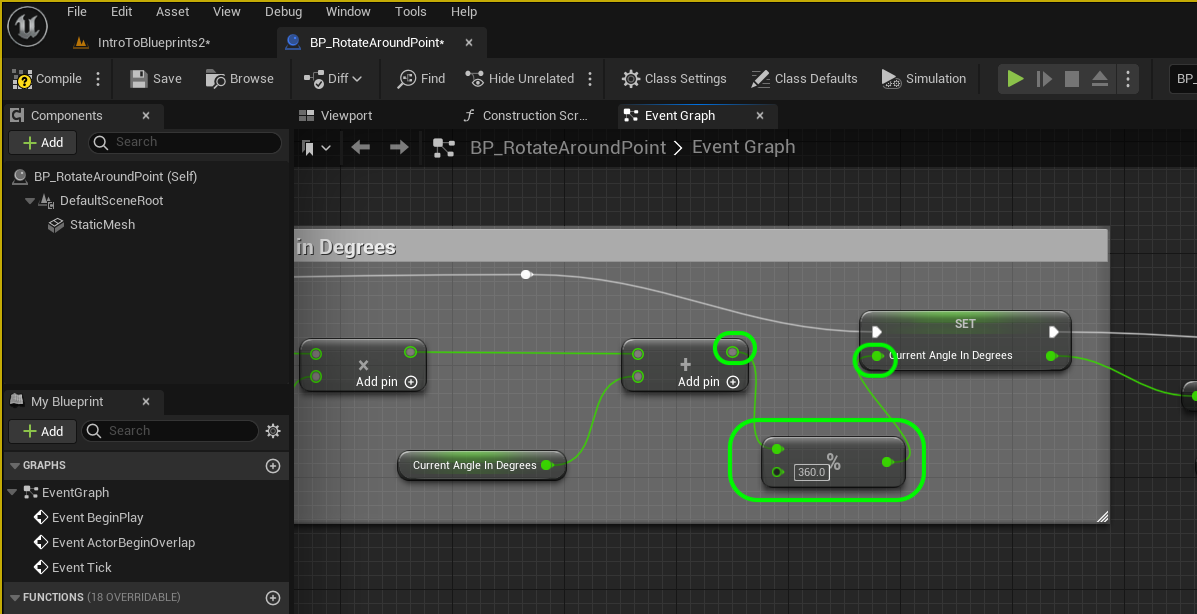 File Edit Asset View Debug Window Tools Help
IntroToBlueprints2* BP_RotateAroundPoint* ×
Compile Save Browse Diff Find Hide Unrelated Class Settings Class Defaults Simulation BP_
Components × Viewport Construction Scr... Event Graph ×
+ Add Search
BP_RotateAroundPoint > Event Graph
BP_RotateAroundPoint (Self)
DefaultSceneRoot
StaticMesh
in Degrees
SET
Current Angle In Degrees
×
Add pin
+
Add pin
Current Angle In Degrees
%
360.0
My Blueprint ×
+ Add Search
GRAPHS
EventGraph
Event BeginPlay
Event ActorBeginOverlap
Event Tick
FUNCTIONS (18 OVERRIDABLE)